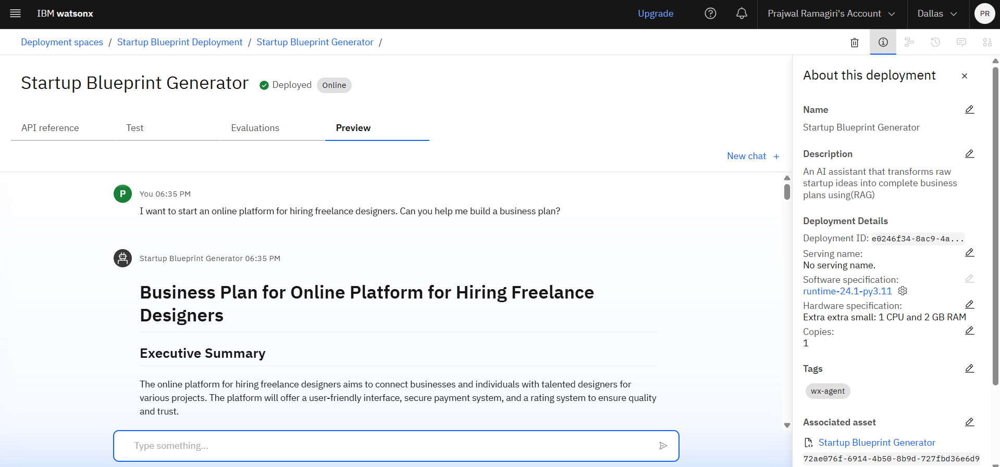 IBM watsonx
Upgrade
Prajwal Ramagiri's Account
Dallas
PR
Deployment spaces / Startup Blueprint Deployment / Startup Blueprint Generator /
Startup Blueprint Generator
Deployed
Online
API reference
Test
Evaluations
Preview
New chat +
P
You 06:35 PM
I want to start an online platform for hiring freelance designers. Can you help me build a business plan?
Startup Blueprint Generator 06:35 PM
Business Plan for Online Platform for Hiring Freelance
Designers
Executive Summary
The online platform for hiring freelance designers aims to connect businesses and individuals with talented designers for
various projects. The platform will offer a user-friendly interface, secure payment system, and a rating system to ensure quality
and trust.
Type something...
About this deployment
Name
Startup Blueprint Generator
Description
An AI assistant that transforms raw
startup ideas into complete business
plans using(RAG)
Deployment Details
Deployment ID: e0246f34-8ac9-4a...
Serving name:
No serving name.
Software specification:
runtime-24.1-py3.11
Hardware specification:
Extra extra small: 1 CPU and 2 GB RAM
Copies:
1
Tags
wx-agent
Associated asset
Startup Blueprint Generator
72ae076f-6914-4b50-8b9d-727fbd36e6d9